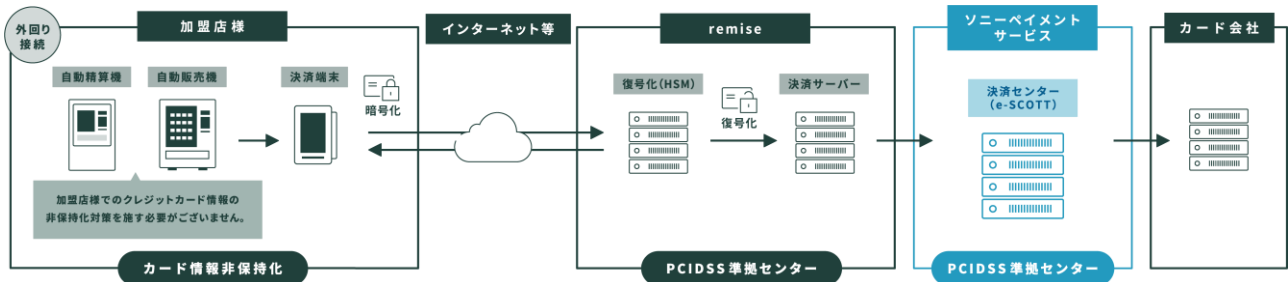 外回り
接続
加盟店様
自動精算機
自動販売機
決済端末
暗号化
加盟店様でのクレジットカード情報の
非保持化対策を施す必要がございません。
カード情報非保持化
インターネット等
remise
復号化(HSM)
復号化
決済サーバー
PCIDSS準拠センター
ソニーペイメント
サービス
決済センター
(e-SCOTT)
PCIDSS準拠センター
カード会社